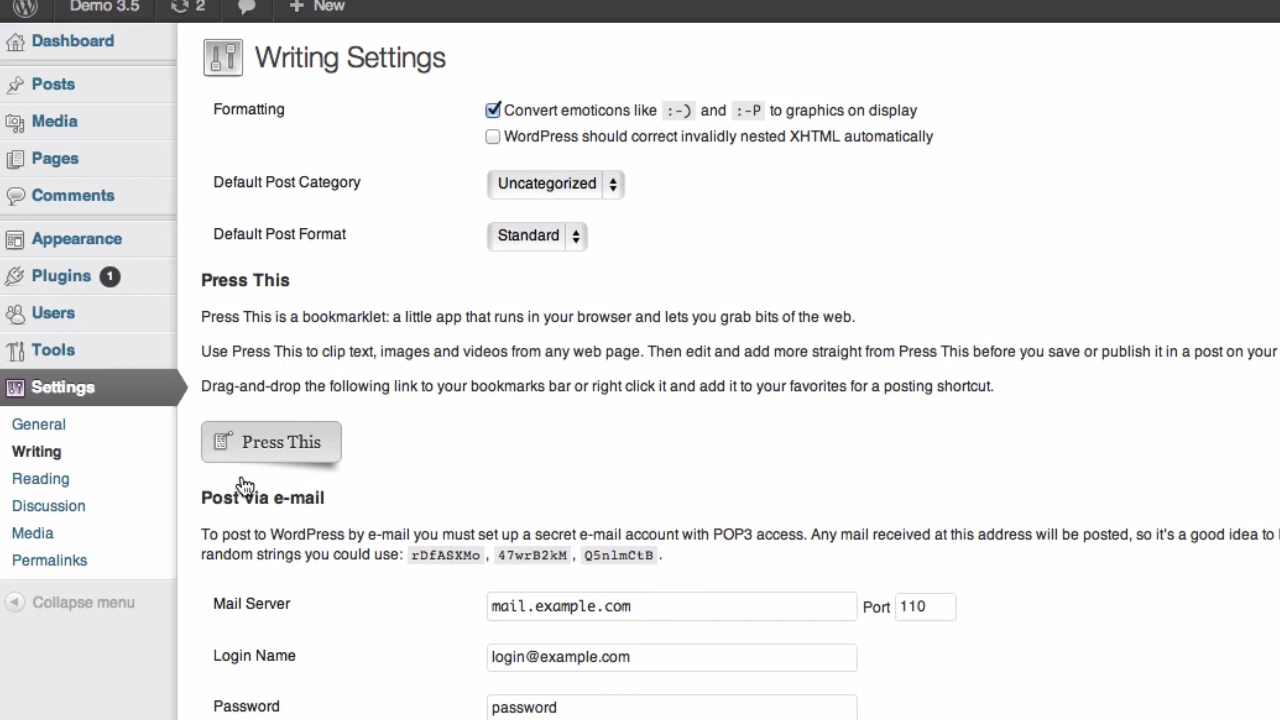 Demo 3.5 2 New
Dashboard
Posts
Media
Pages
Comments
Appearance
Plugins 1
Users
Tools
Settings
General
Writing
Reading
Discussion
Media
Permalinks
Collapse menu
Writing Settings
Formatting
Convert emoticons like :-) and :-P to graphics on display
WordPress should correct invalidly nested XHTML automatically
Default Post Category Uncategorized
Default Post Format Standard
Press This
Press This is a bookmarklet: a little app that runs in your browser and lets you grab bits of the web.
Use Press This to clip text, images and videos from any web page. Then edit and add more straight from Press This before you save or publish it in a post on your
Drag-and-drop the following link to your bookmarks bar or right click it and add it to your favorites for a posting shortcut.
Press This
Post via e-mail
To post to WordPress by e-mail you must set up a secret e-mail account with POP3 access. Any mail received at this address will be posted, so it's a good idea to
random strings you could use: rDfASXMo, 47wrB2kM, Q5nlmCtB.
Mail Server mail.example.com Port 110
Login Name login@example.com
Password password